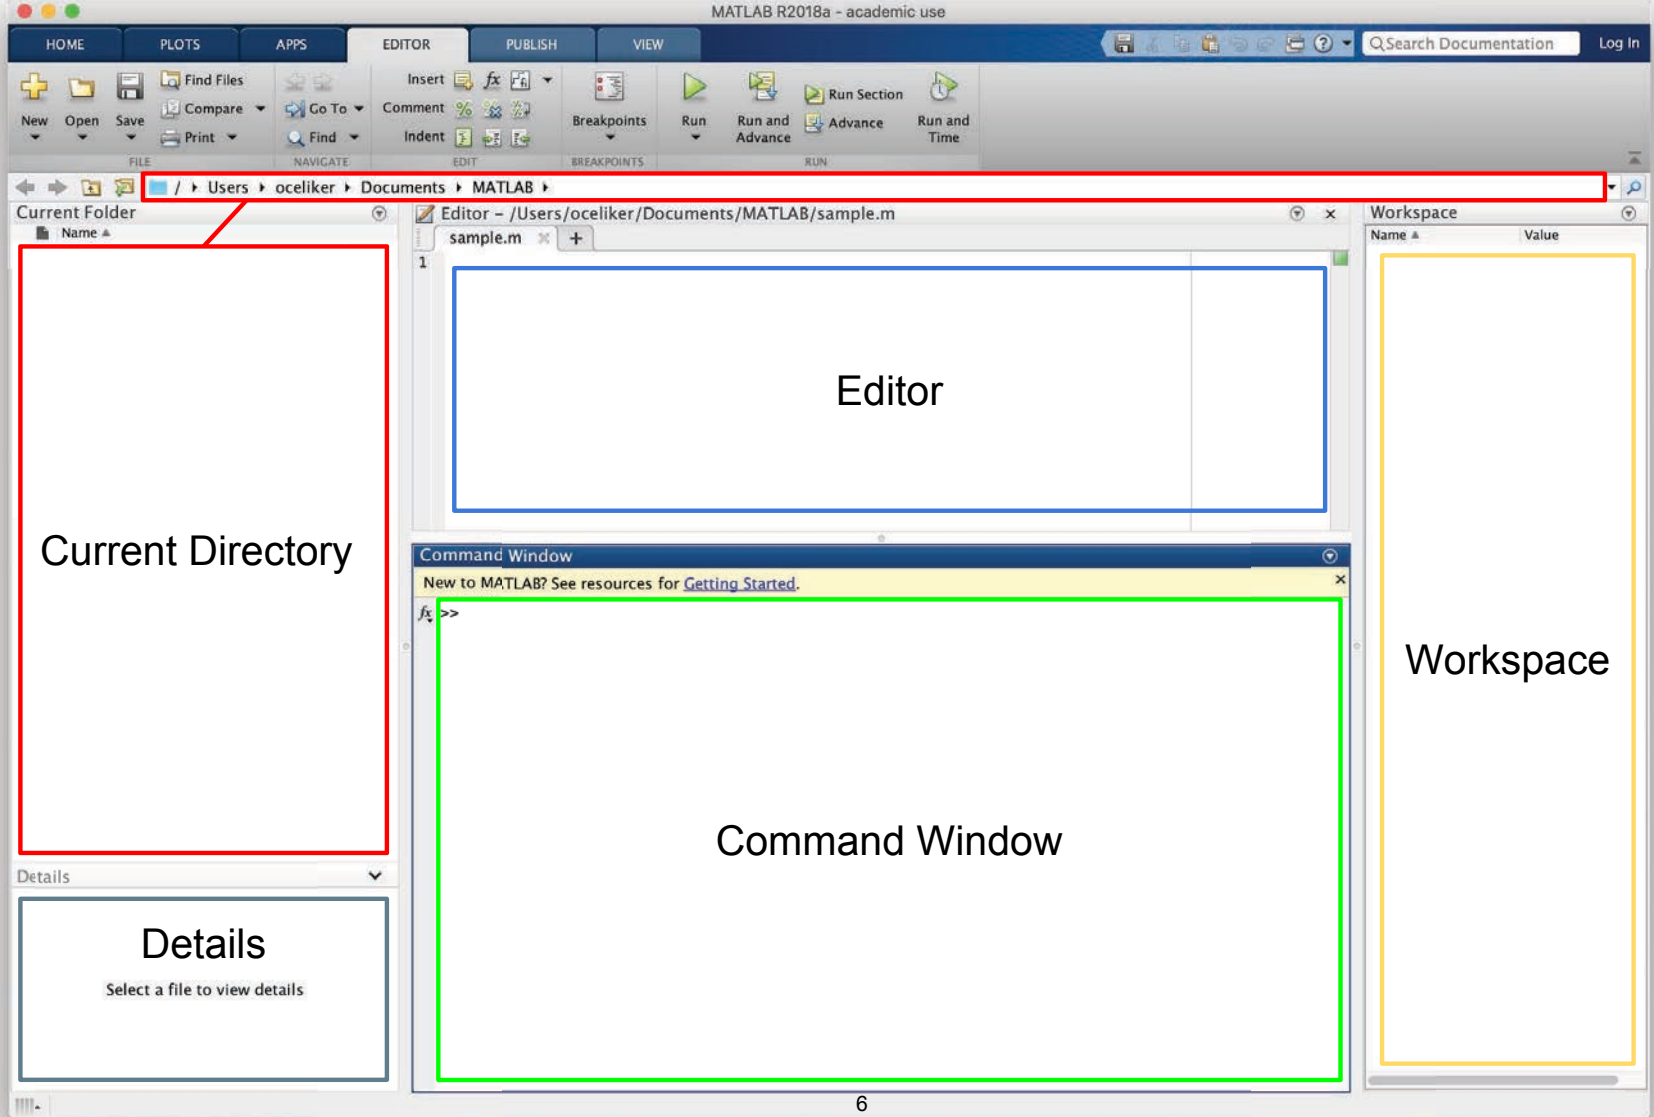 MATLAB R2018a - academic use
HOME PLOTS APPS EDITOR PUBLISH VIEW Search Documentation Log In
New Open Save Find Files Compare Print
Go To Find
Insert fx
Comment
Indent
Breakpoints
Run Run and Advance Run Section Advance Run and Time
FILE NAVIGATE EDIT BREAKPOINTS RUN
/ Users oceliker Documents MATLAB
Current Folder
Name
Editor – /Users/oceliker/Documents/MATLAB/sample.m
sample.m +
1
Workspace
Name Value
Editor
Current Directory
Command Window
New to MATLAB? See resources for Getting Started.
fx >>
Workspace
Command Window
Details
Details
Select a file to view details
6